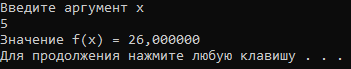 Введите аргумент x
5
Значение f(x) = 26,000000
Для продолжения нажмите любую клавишу . . .